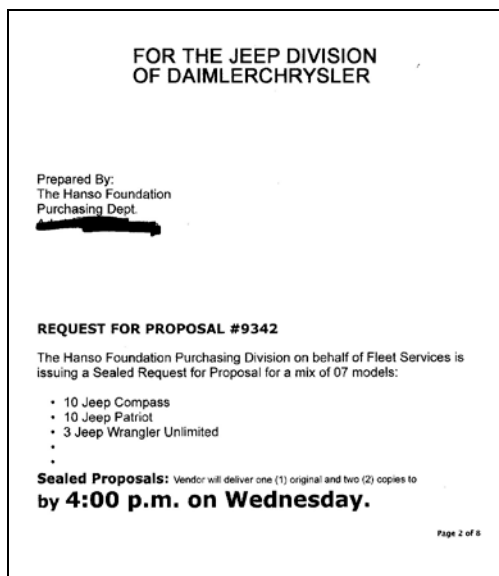 FOR THE JEEP DIVISION
OF DAIMLERCHRYSLER
Prepared By:
The Hanso Foundation
Purchasing Dept.
REQUEST FOR PROPOSAL #9342
The Hanso Foundation Purchasing Division on behalf of Fleet Services is
issuing a Sealed Request for Proposal for a mix of 07 models:
• 10 Jeep Compass
• 10 Jeep Patriot
• 3 Jeep Wrangler Unlimited
•
•
Sealed Proposals: Vendor will deliver one (1) original and two (2) copies to
by 4:00 p.m. on Wednesday.
Page 2 of 8